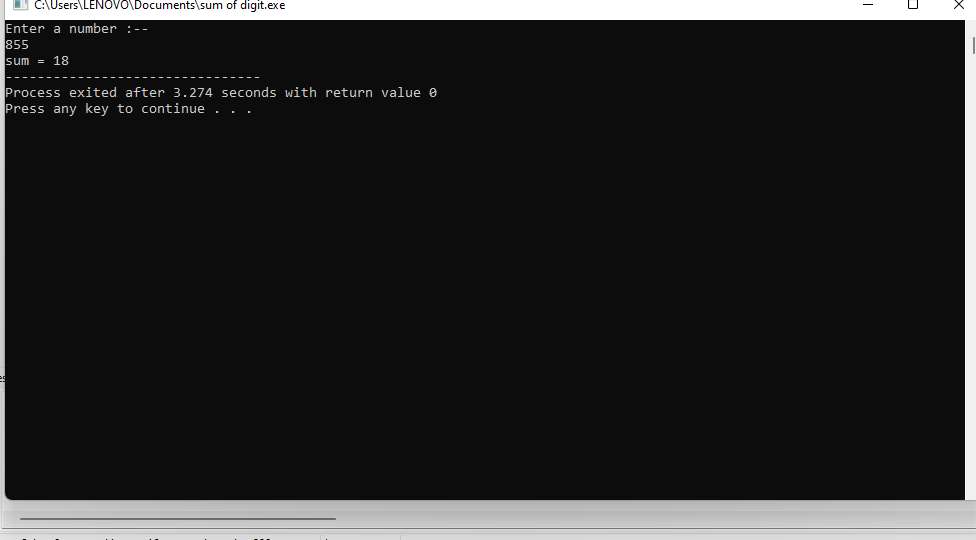 C:\Users\LENOVO\Documents\sum of digit.exe
Enter a number :--
855
sum = 18
--------------------------------
Process exited after 3.274 seconds with return value 0
Press any key to continue . . .